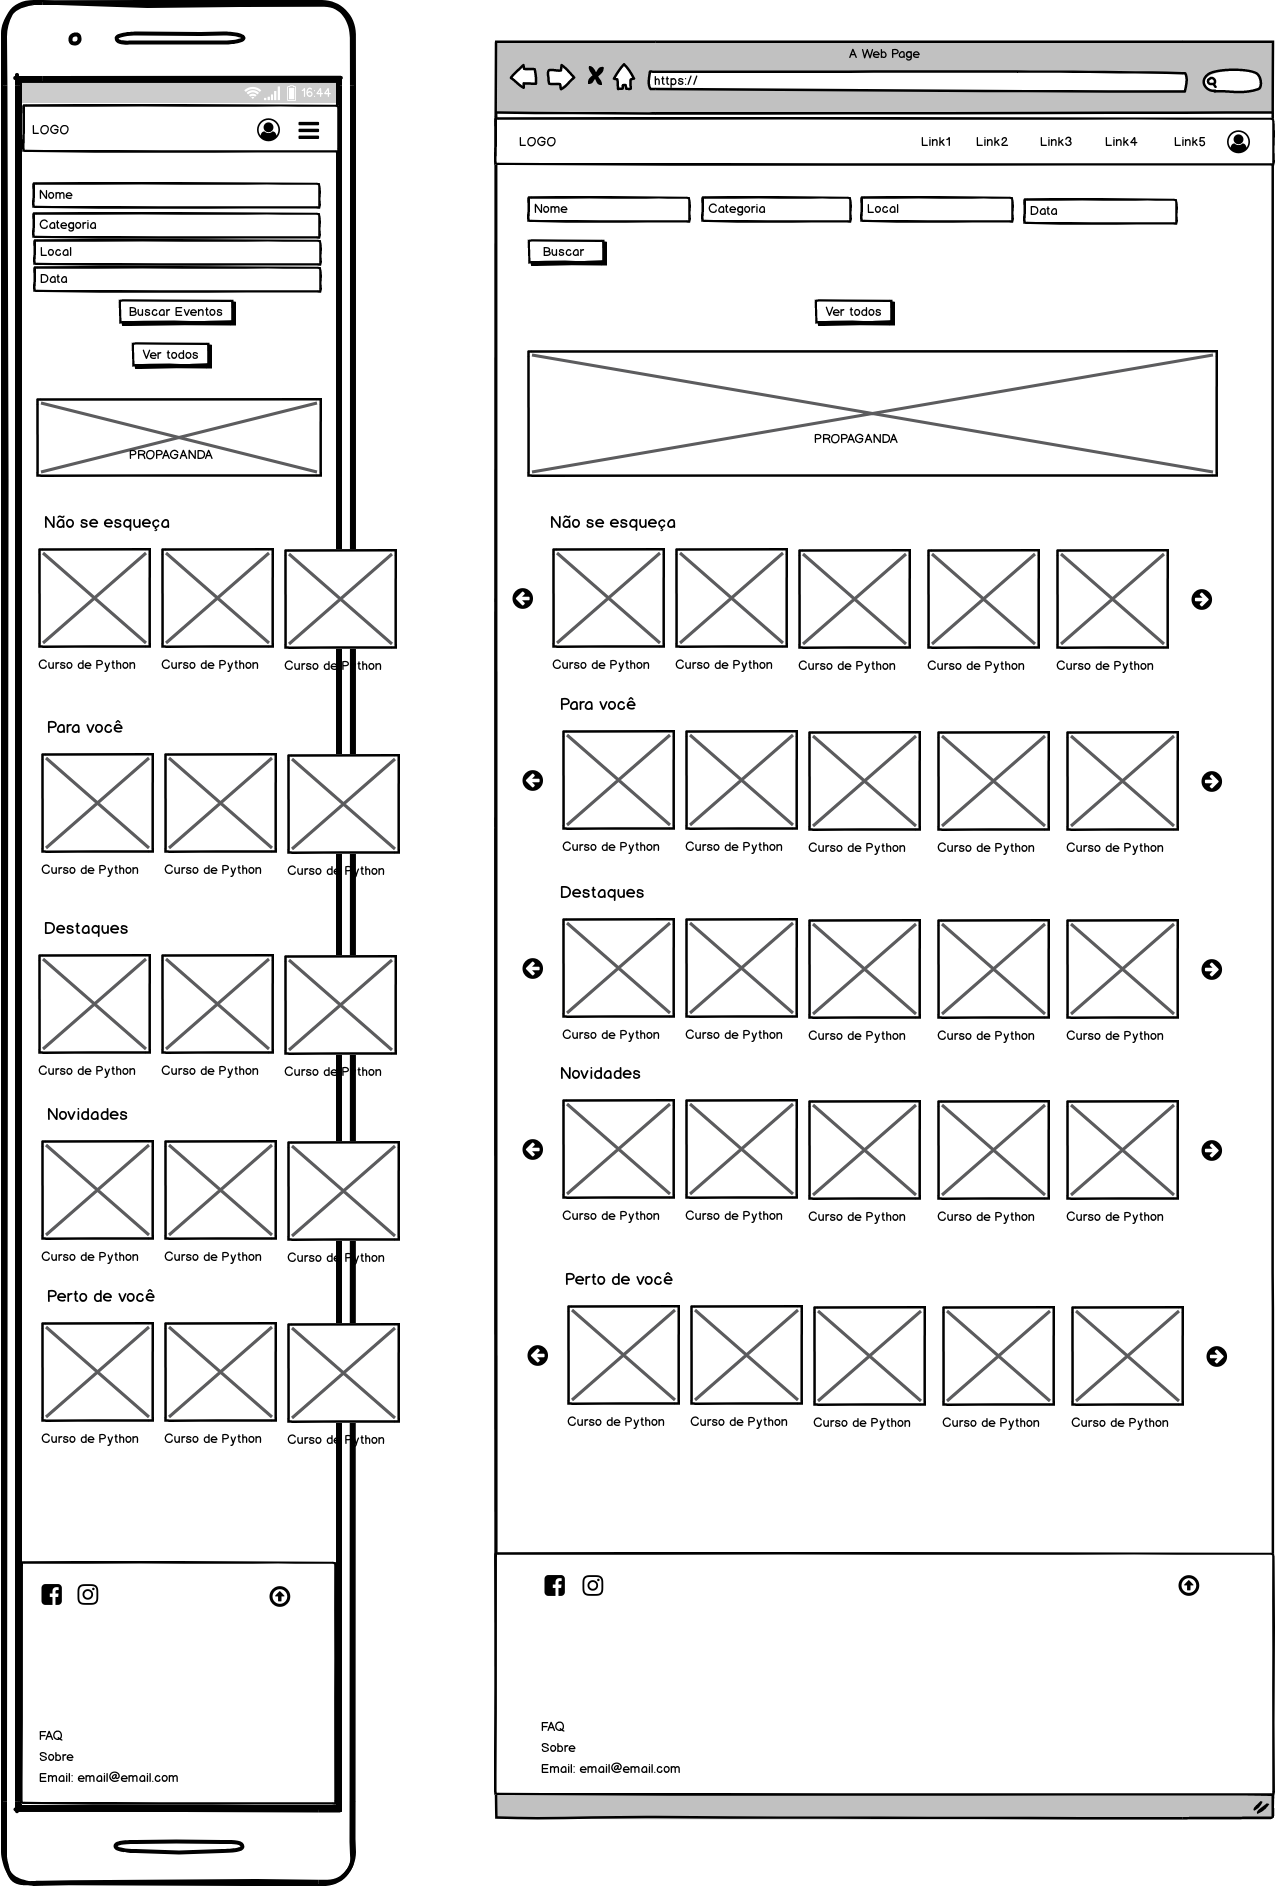 16:44
LOGO
Nome
Categoria
Local
Data
Buscar Eventos
Ver todos
PROPAGANDA
Não se esqueça
Curso de Python Curso de Python Curso de Python
Para você
Curso de Python Curso de Python Curso de Python
Destaques
Curso de Python Curso de Python Curso de Python
Novidades
Curso de Python Curso de Python Curso de Python
Perto de você
Curso de Python Curso de Python Curso de Python
FAQ
Sobre
Email: email@email.com
A Web Page
https://
LOGO Link1 Link2 Link3 Link4 Link5
Nome Categoria Local Data
Buscar
Ver todos
PROPAGANDA
Não se esqueça
Curso de Python Curso de Python Curso de Python Curso de Python Curso de Python
Para você
Curso de Python Curso de Python Curso de Python Curso de Python Curso de Python
Destaques
Curso de Python Curso de Python Curso de Python Curso de Python Curso de Python
Novidades
Curso de Python Curso de Python Curso de Python Curso de Python Curso de Python
Perto de você
Curso de Python Curso de Python Curso de Python Curso de Python Curso de Python
FAQ
Sobre
Email: email@email.com